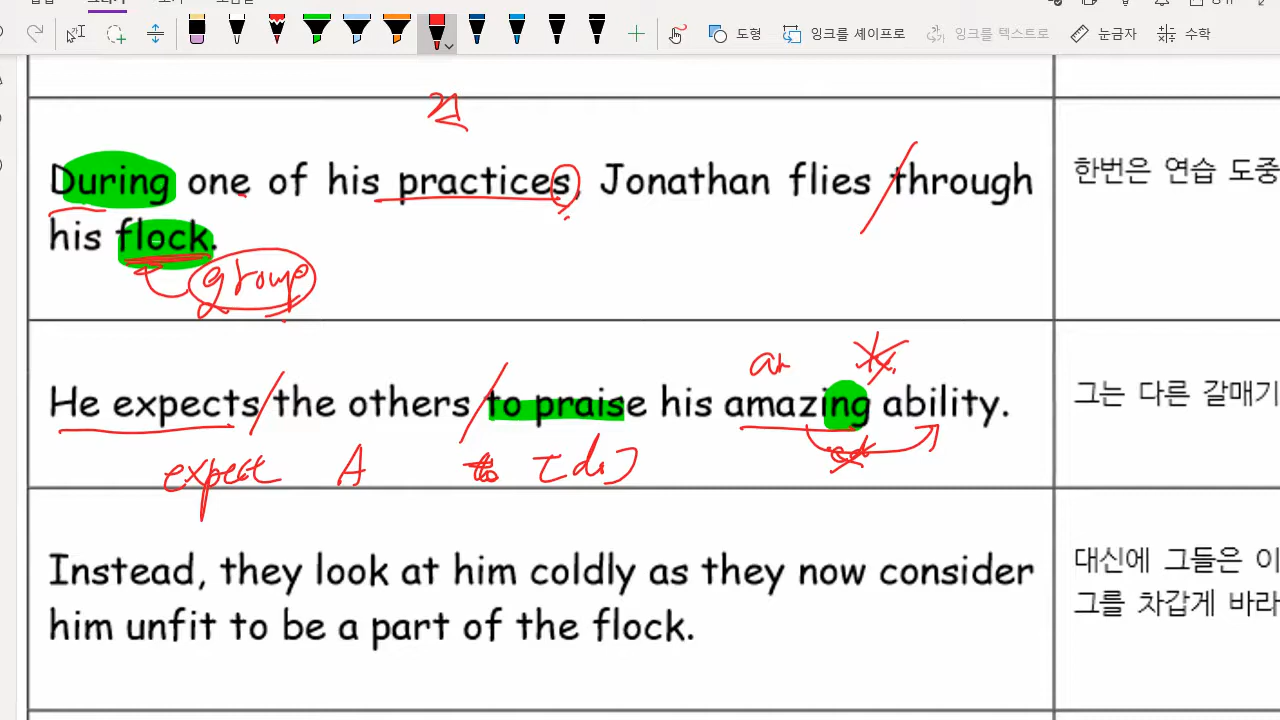 도형
잉크를 셰이프로
잉크를 텍스트로
눈금자
수학
During one of his practices, Jonathan flies through
his flock.
group
한번은 연습 도중
an
He expects the others to praise his amazing ability.
expect A to [do]
ed
그는 다른 갈매기
Instead, they look at him coldly as they now consider
him unfit to be a part of the flock.
대신에 그들은 이
그를 차갑게 바라